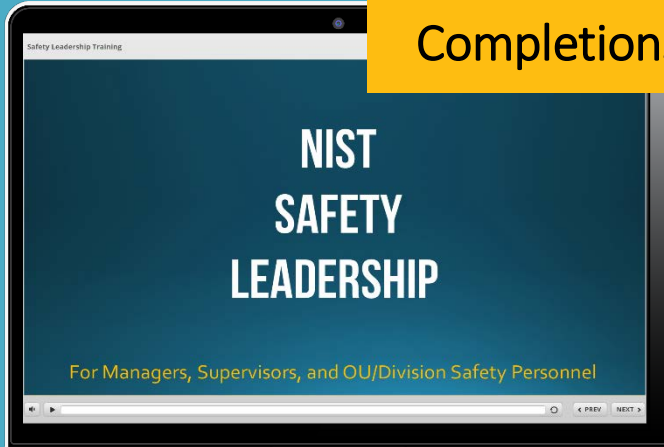 Completion
Safety Leadership Training
NIST
SAFETY
LEADERSHIP
For Managers, Supervisors, and OU/Division Safety Personnel
< PREV
NEXT >